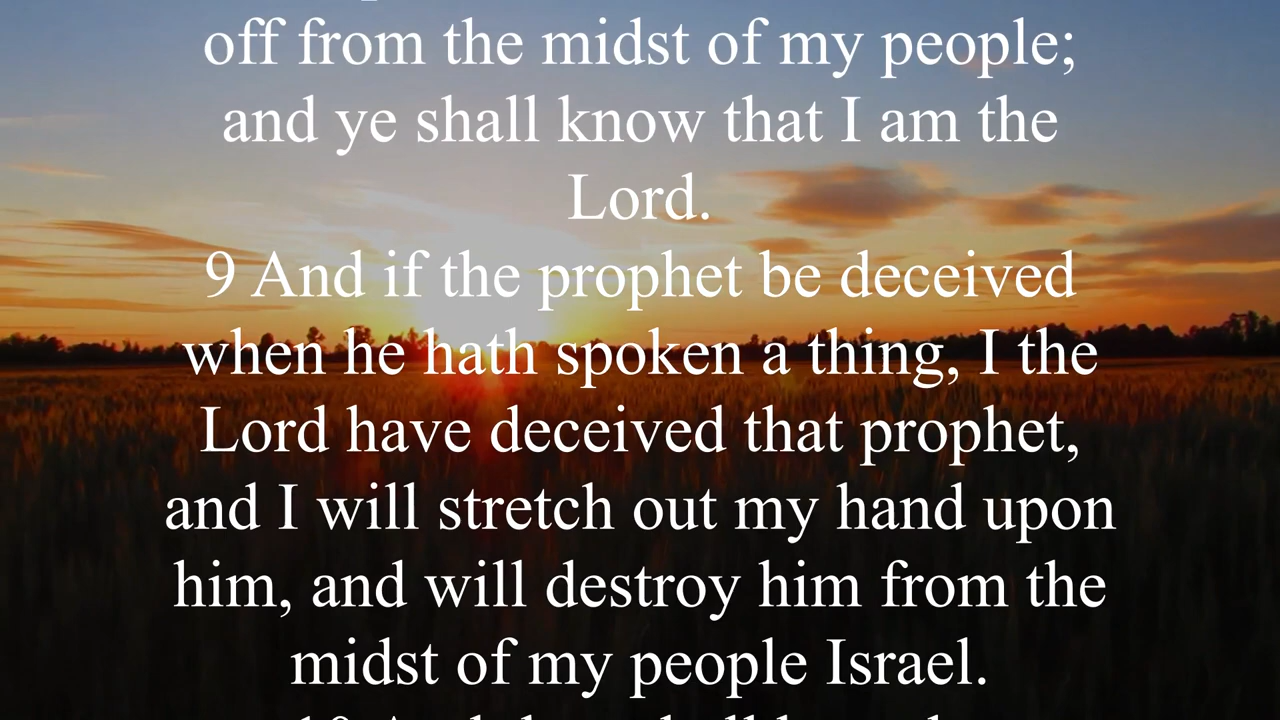 off from the midst of my people;
and ye shall know that I am the
Lord.
9 And if the prophet be deceived
when he hath spoken a thing, I the
Lord have deceived that prophet,
and I will stretch out my hand upon
him, and will destroy him from the
midst of my people Israel.